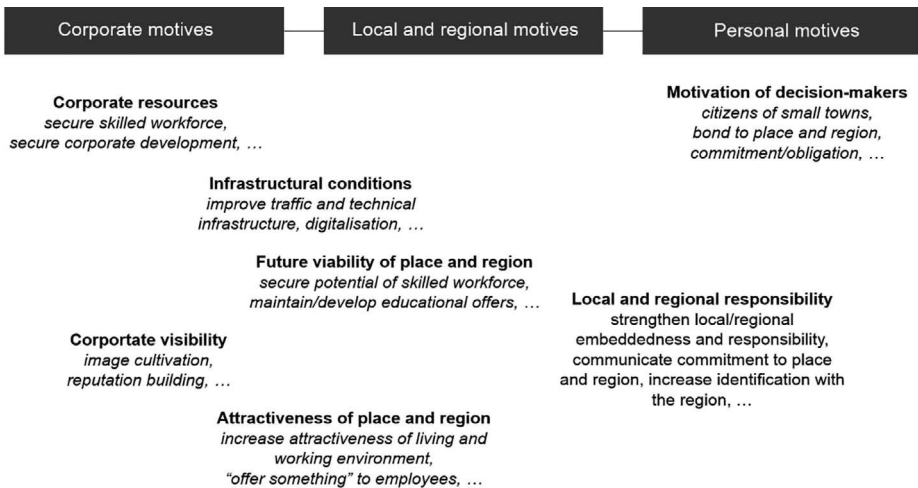 Corporate motives
Local and regional motives
Personal motives
Corporate resources
secure skilled workforce,
secure corporate development, …
Motivation of decision-makers
citizens of small towns,
bond to place and region,
commitment/obligation, …
Infrastructural conditions
improve traffic and technical
infrastructure, digitalisation, …
Future viability of place and region
secure potential of skilled workforce,
maintain/develop educational offers, …
Local and regional responsibility
strengthen local/regional
embeddedness and responsibility,
communicate commitment to place
and region, increase identification with
the region, …
Corportate visibility
image cultivation,
reputation building, …
Attractiveness of place and region
increase attractiveness of living and
working environment,
“offer something” to employees, …